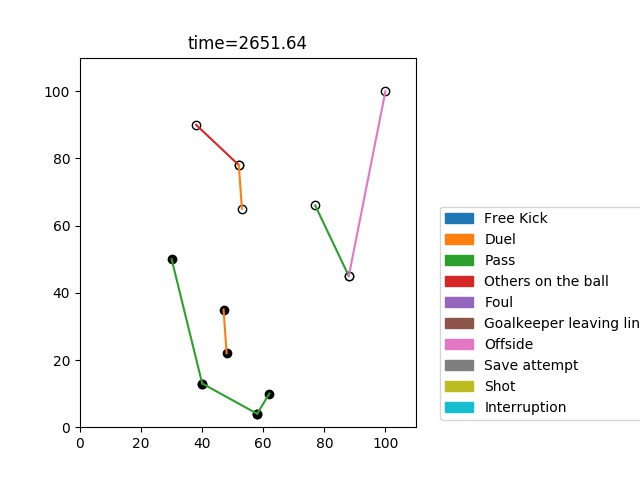 time=2651.64
100
80
60
40
20
0
0 20 40 60 80 100
Free Kick
Duel
Pass
Others on the ball
Foul
Goalkeeper leaving lin
Offside
Save attempt
Shot
Interruption